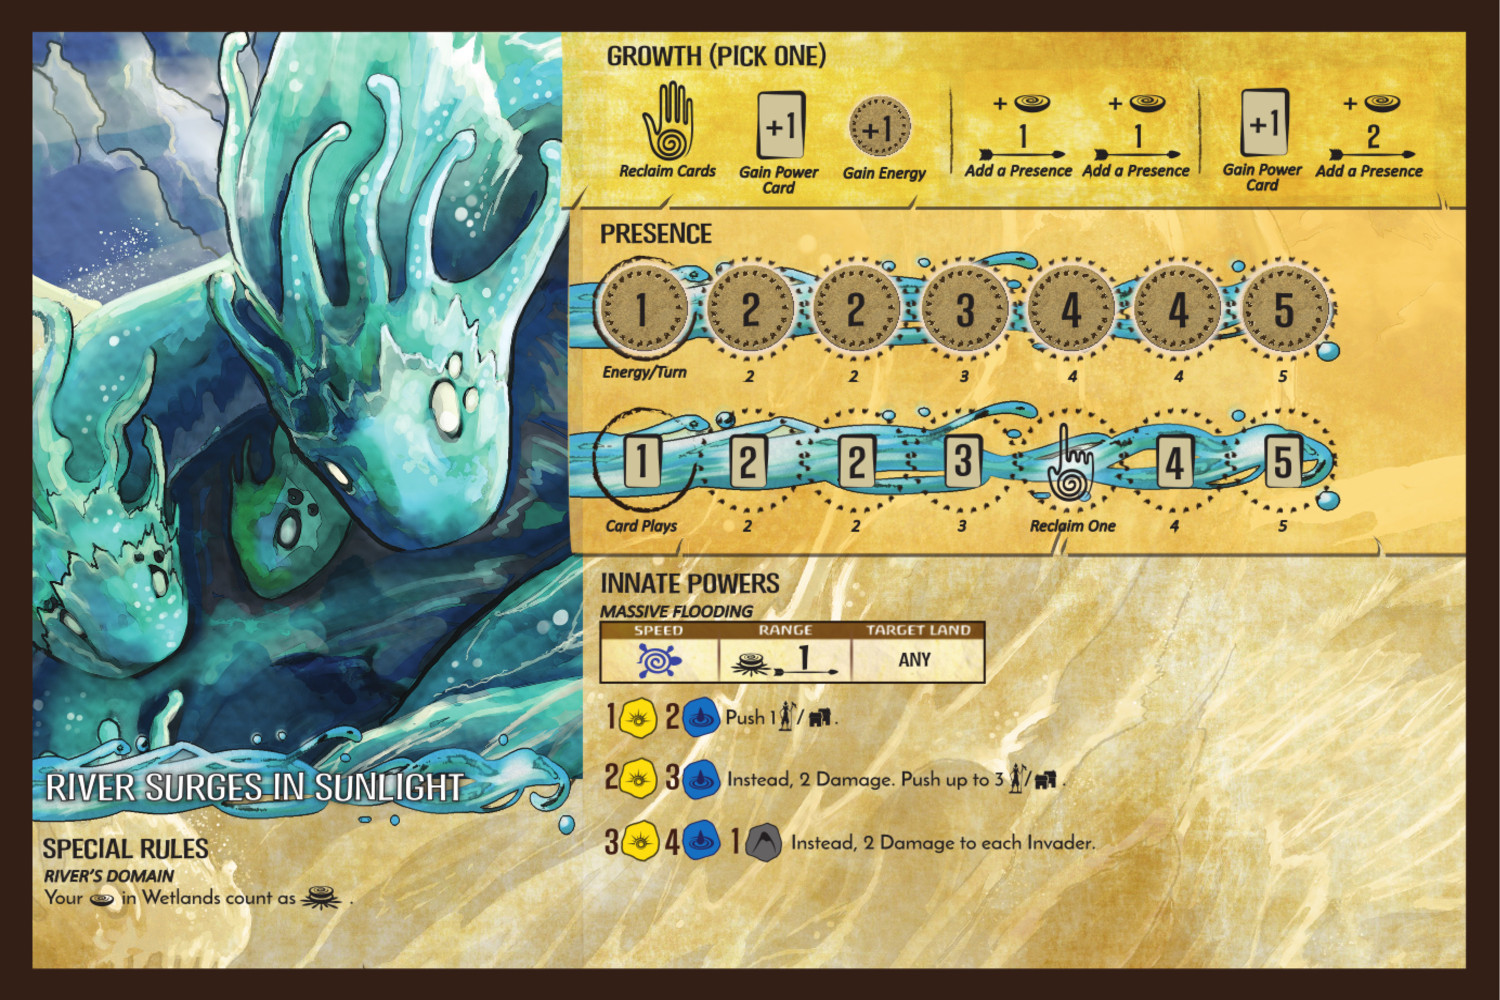 GROWTH (PICK ONE)
+1 +1 + 1 + 1 +1 + 2
Reclaim Cards Gain Power Card Gain Energy Add a Presence Add a Presence Gain Power Card Add a Presence
PRESENCE
1 2 2 3 4 4 5
Energy/Turn 2 2 3 4 4 5
1 2 2 3 4 5
Card Plays 2 2 3 Reclaim One 4 5
INNATE POWERS
MASSIVE FLOODING
SPEED RANGE TARGET LAND
1 ANY
1 2 Push 1 / .
2 3 Instead, 2 Damage. Push up to 3 / .
3 4 1 Instead, 2 Damage to each Invader.
RIVER SURGES IN SUNLIGHT
SPECIAL RULES
RIVER'S DOMAIN
Your in Wetlands count as .